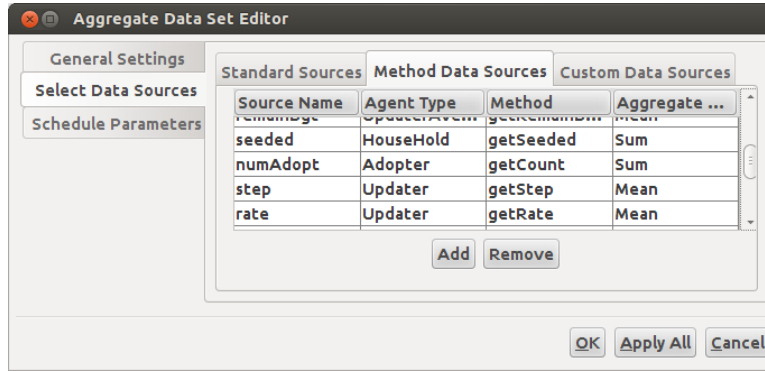 Aggregate Data Set Editor
General Settings
Select Data Sources
Schedule Parameters
Standard Sources Method Data Sources Custom Data Sources
Source Name Agent Type Method Aggregate ...
seeded HouseHold getSeeded Sum
numAdopt Adopter getCount Sum
step Updater getStep Mean
rate Updater getRate Mean
Add Remove
OK Apply All Cancel